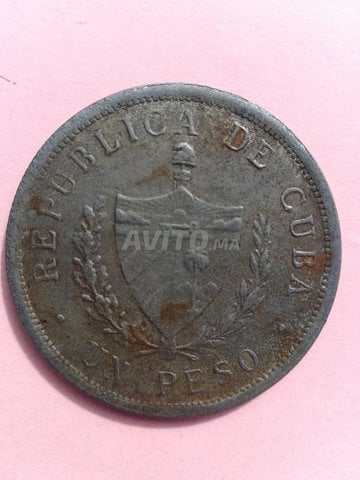 REPUBLICA DE CUBA
AVITO.MA
· UN PESO ·